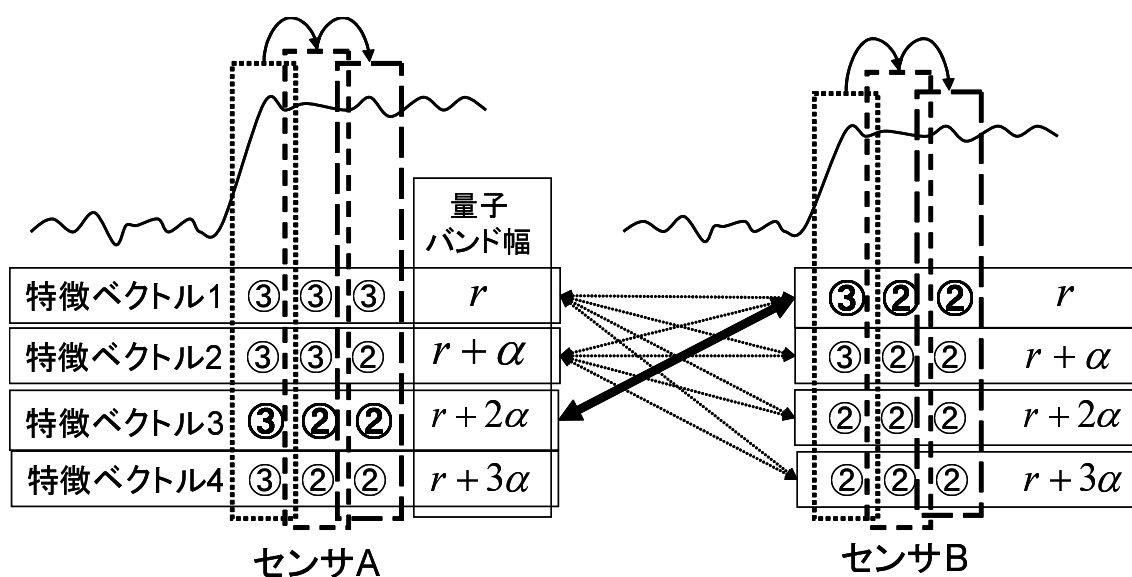 量子
バンド幅
特徴ベクトル1 ③ ③ ③ r
特徴ベクトル2 ③ ③ ② r + α
特徴ベクトル3 ③ ② ② r + 2α
特徴ベクトル4 ③ ② ② r + 3α
センサA
③ ② ② r
③ ② ② r + α
② ② ② r + 2α
② ② ② r + 3α
センサB